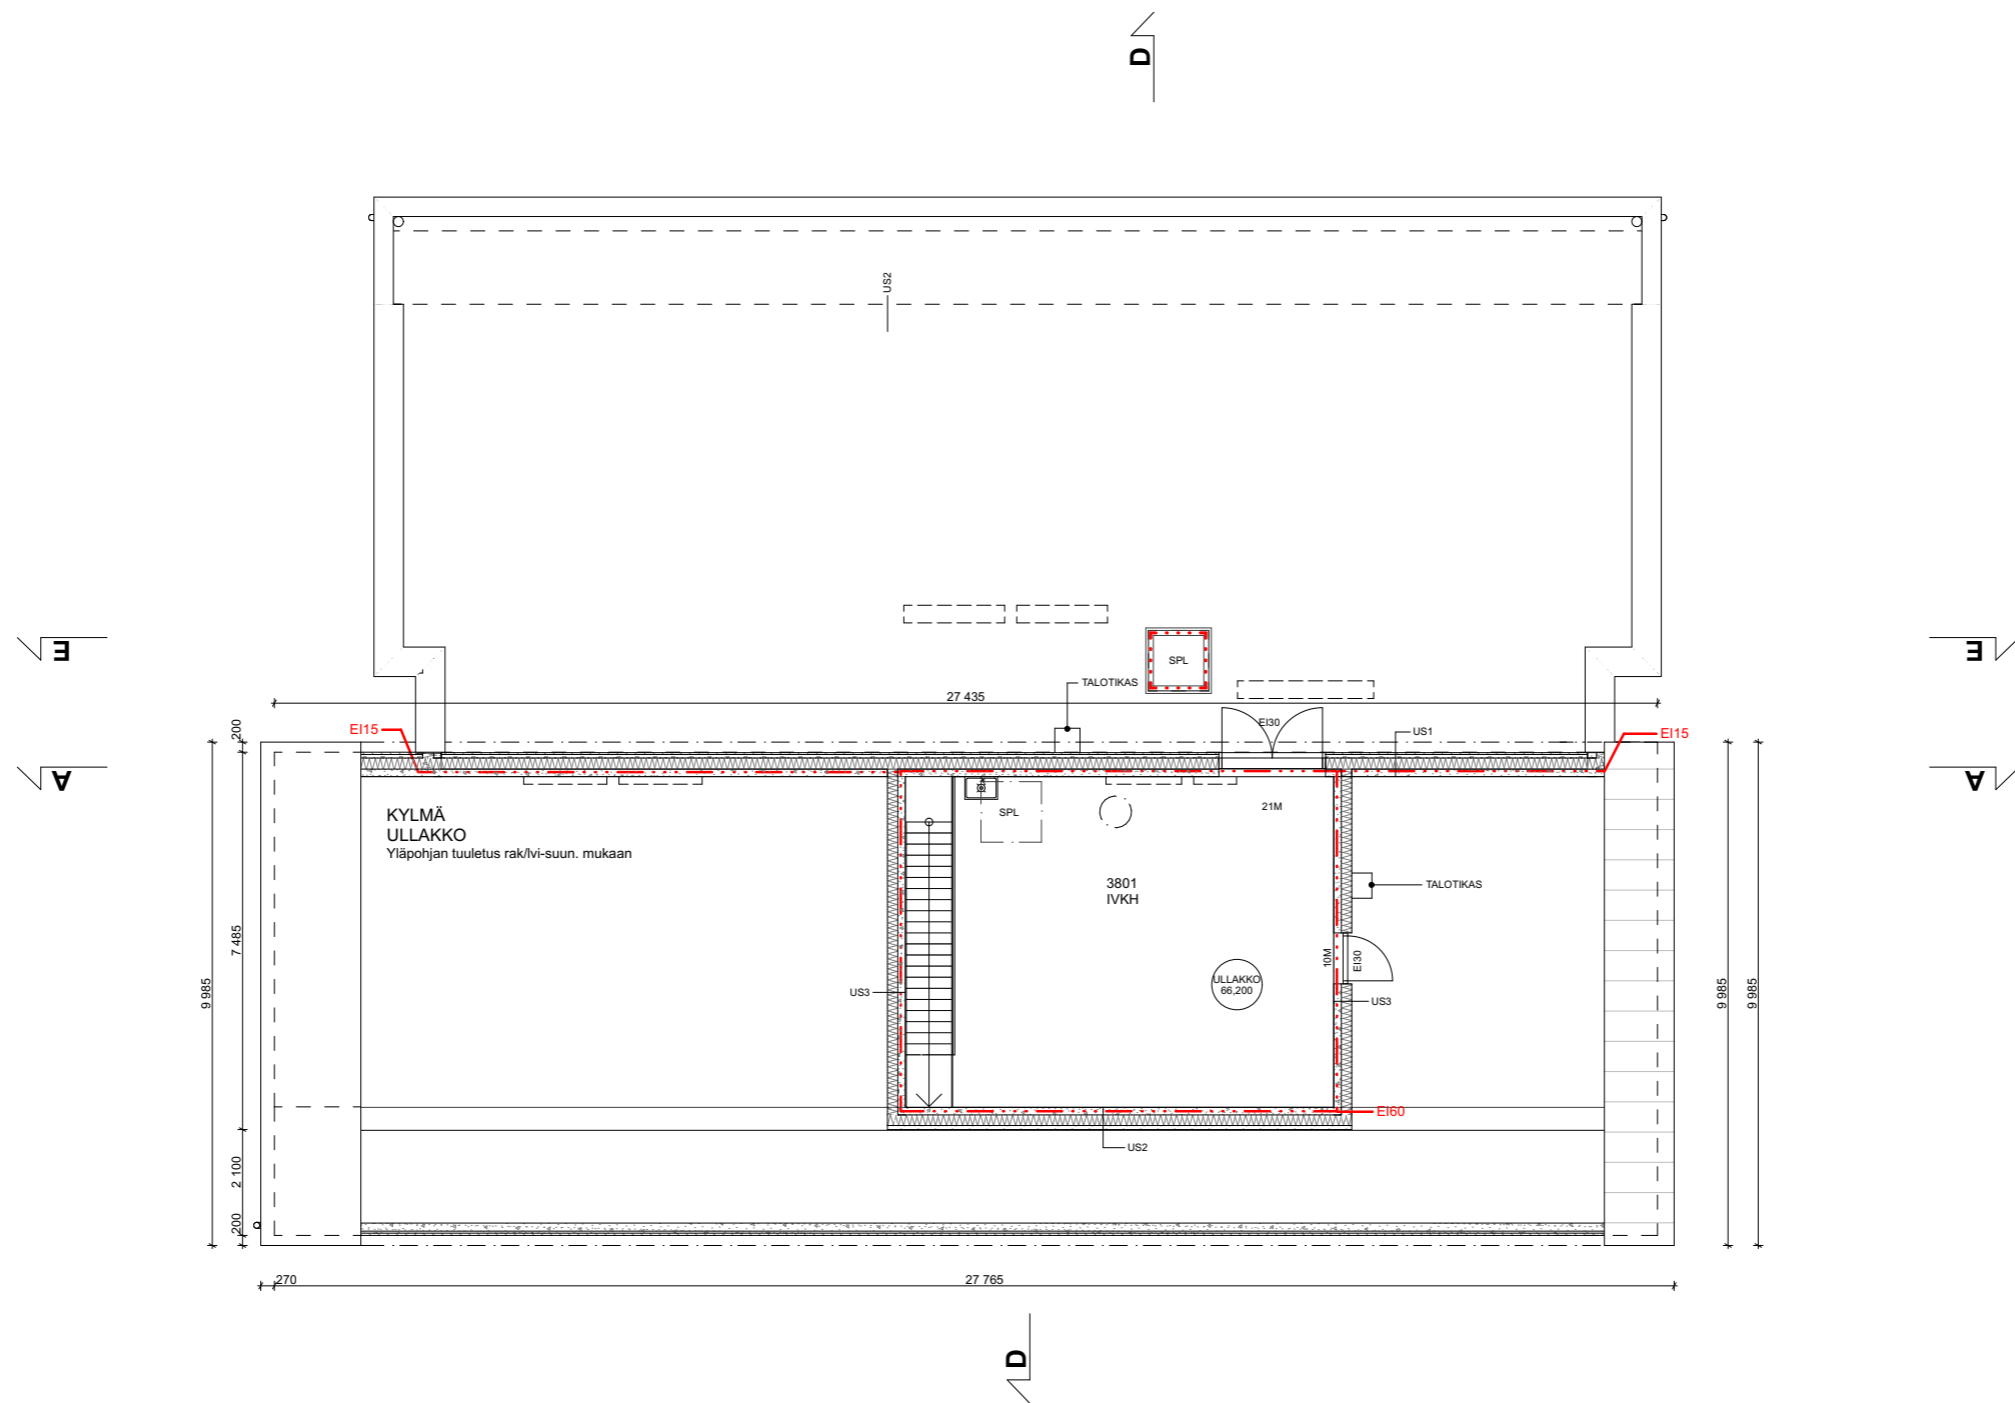 D
US2
E
E
SPL
TALOTIKAS
27 435
EI30
EI15
200
US1
EI15
A
A
21M
SPL
KYLMÄ
ULLAKKO
Yläpohjan tuuletus rak/lvi-suun. mukaan
3801
IVKH
TALOTIKAS
7 485
9 985
10M
EI30
ULLAKKO
66,200
US3
US3
9 985
9 985
EI60
US2
2 100
200
270
27 765
D